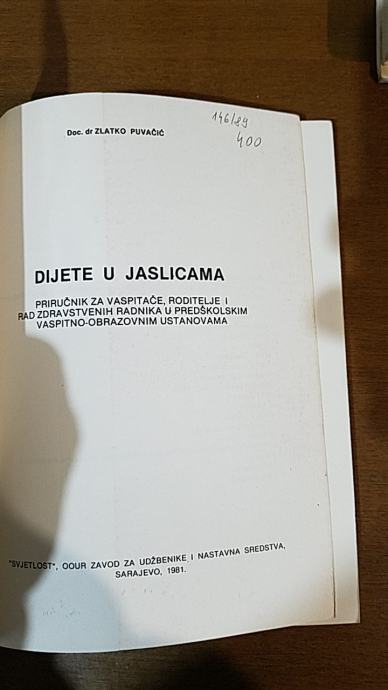 146/89
400
Doc. dr ZLATKO PUVAČIĆ
DIJETE U JASLICAMA
PRIRUČNIK ZA VASPITAČE, RODITELJE I
RAD ZDRAVSTVENIH RADNIKA U PREDŠKOLSKIM
VASPITNO-OBRAZOVNIM USTANOVAMA
"SVJETLOST", OOUR ZAVOD ZA UDŽBENIKE I NASTAVNA SREDSTVA,
SARAJEVO, 1981.